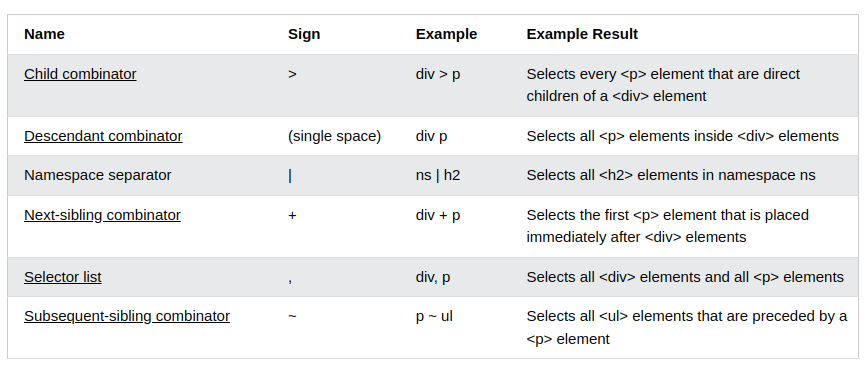 Name Sign Example Example Result
Child combinator > div > p Selects every <p> element that are direct
children of a <div> element
Descendant combinator (single space) div p Selects all <p> elements inside <div> elements
Namespace separator | ns | h2 Selects all <h2> elements in namespace ns
Next-sibling combinator + div + p Selects the first <p> element that is placed
immediately after <div> elements
Selector list , div, p Selects all <div> elements and all <p> elements
Subsequent-sibling combinator ~ p ~ ul Selects all <ul> elements that are preceded by a
<p> element